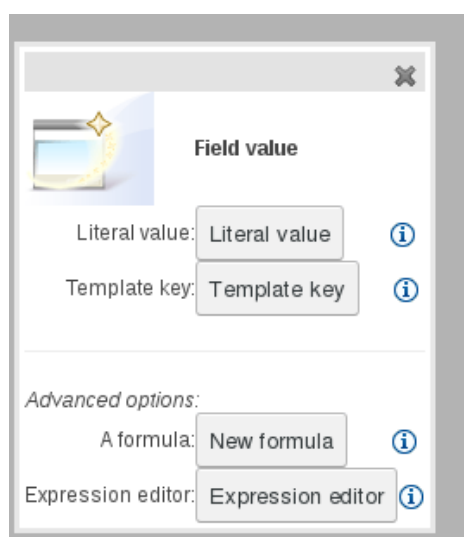 Field value
Literal value: Literal value
Template key: Template key
Advanced options:
A formula: New formula
Expression editor: Expression editor